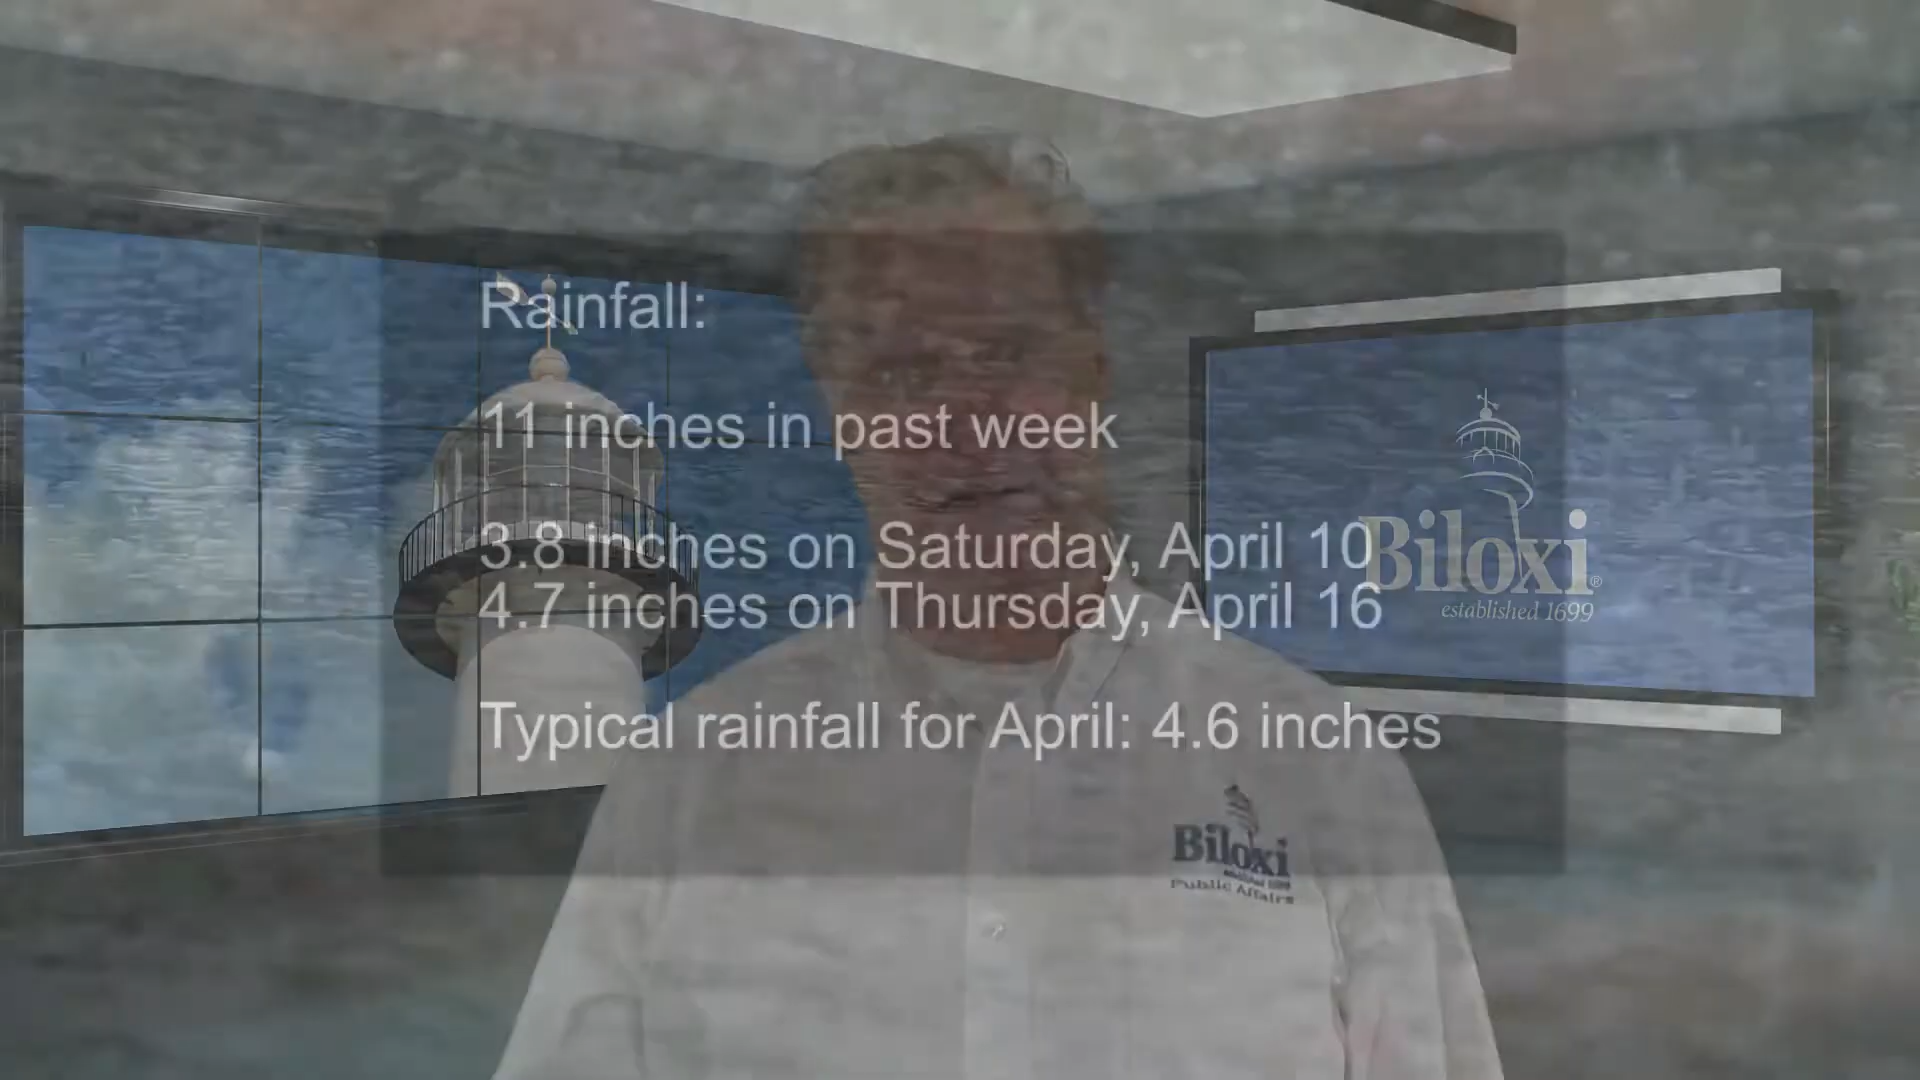 Rainfall:
11 inches in past week
3.8 inches on Saturday, April 10
4.7 inches on Thursday, April 16
Typical rainfall for April: 4.6 inches
Biloxi®
established 1699
Biloxi
Public Affairs